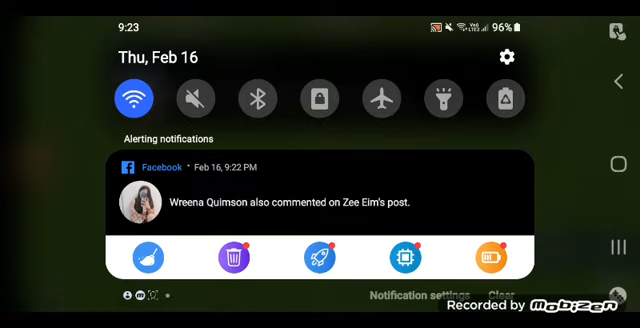 9:23
96%
Thu, Feb 16
Alerting notifications
Facebook • Feb 16, 9:22 PM
Wreena Quimson also commented on Zee Elm's post.
Notification settings Clear
Recorded by Mobizen